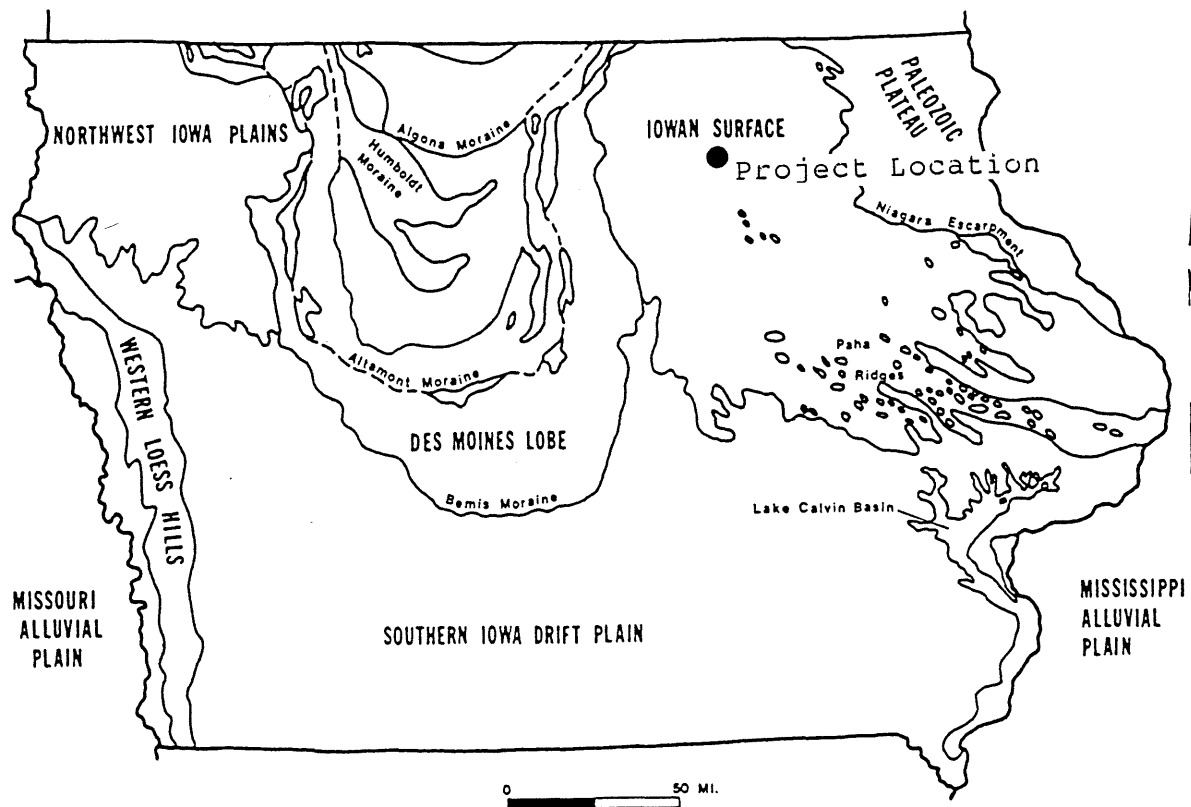 NORTHWEST IOWA PLAINS
Algona Moraine
Humboldt
Moraine
IOWAN SURFACE
PALEOZOIC
PLATEAU
Project Location
Niagara Escarpment
WESTERN LOESS HILLS
Altamont Moraine
Paha
Ridges
DES MOINES LOBE
Bemis Moraine
Lake Calvin Basin
MISSOURI
ALLUVIAL
PLAIN
SOUTHERN IOWA DRIFT PLAIN
MISSISSIPPI
ALLUVIAL
PLAIN
0 50 MI.